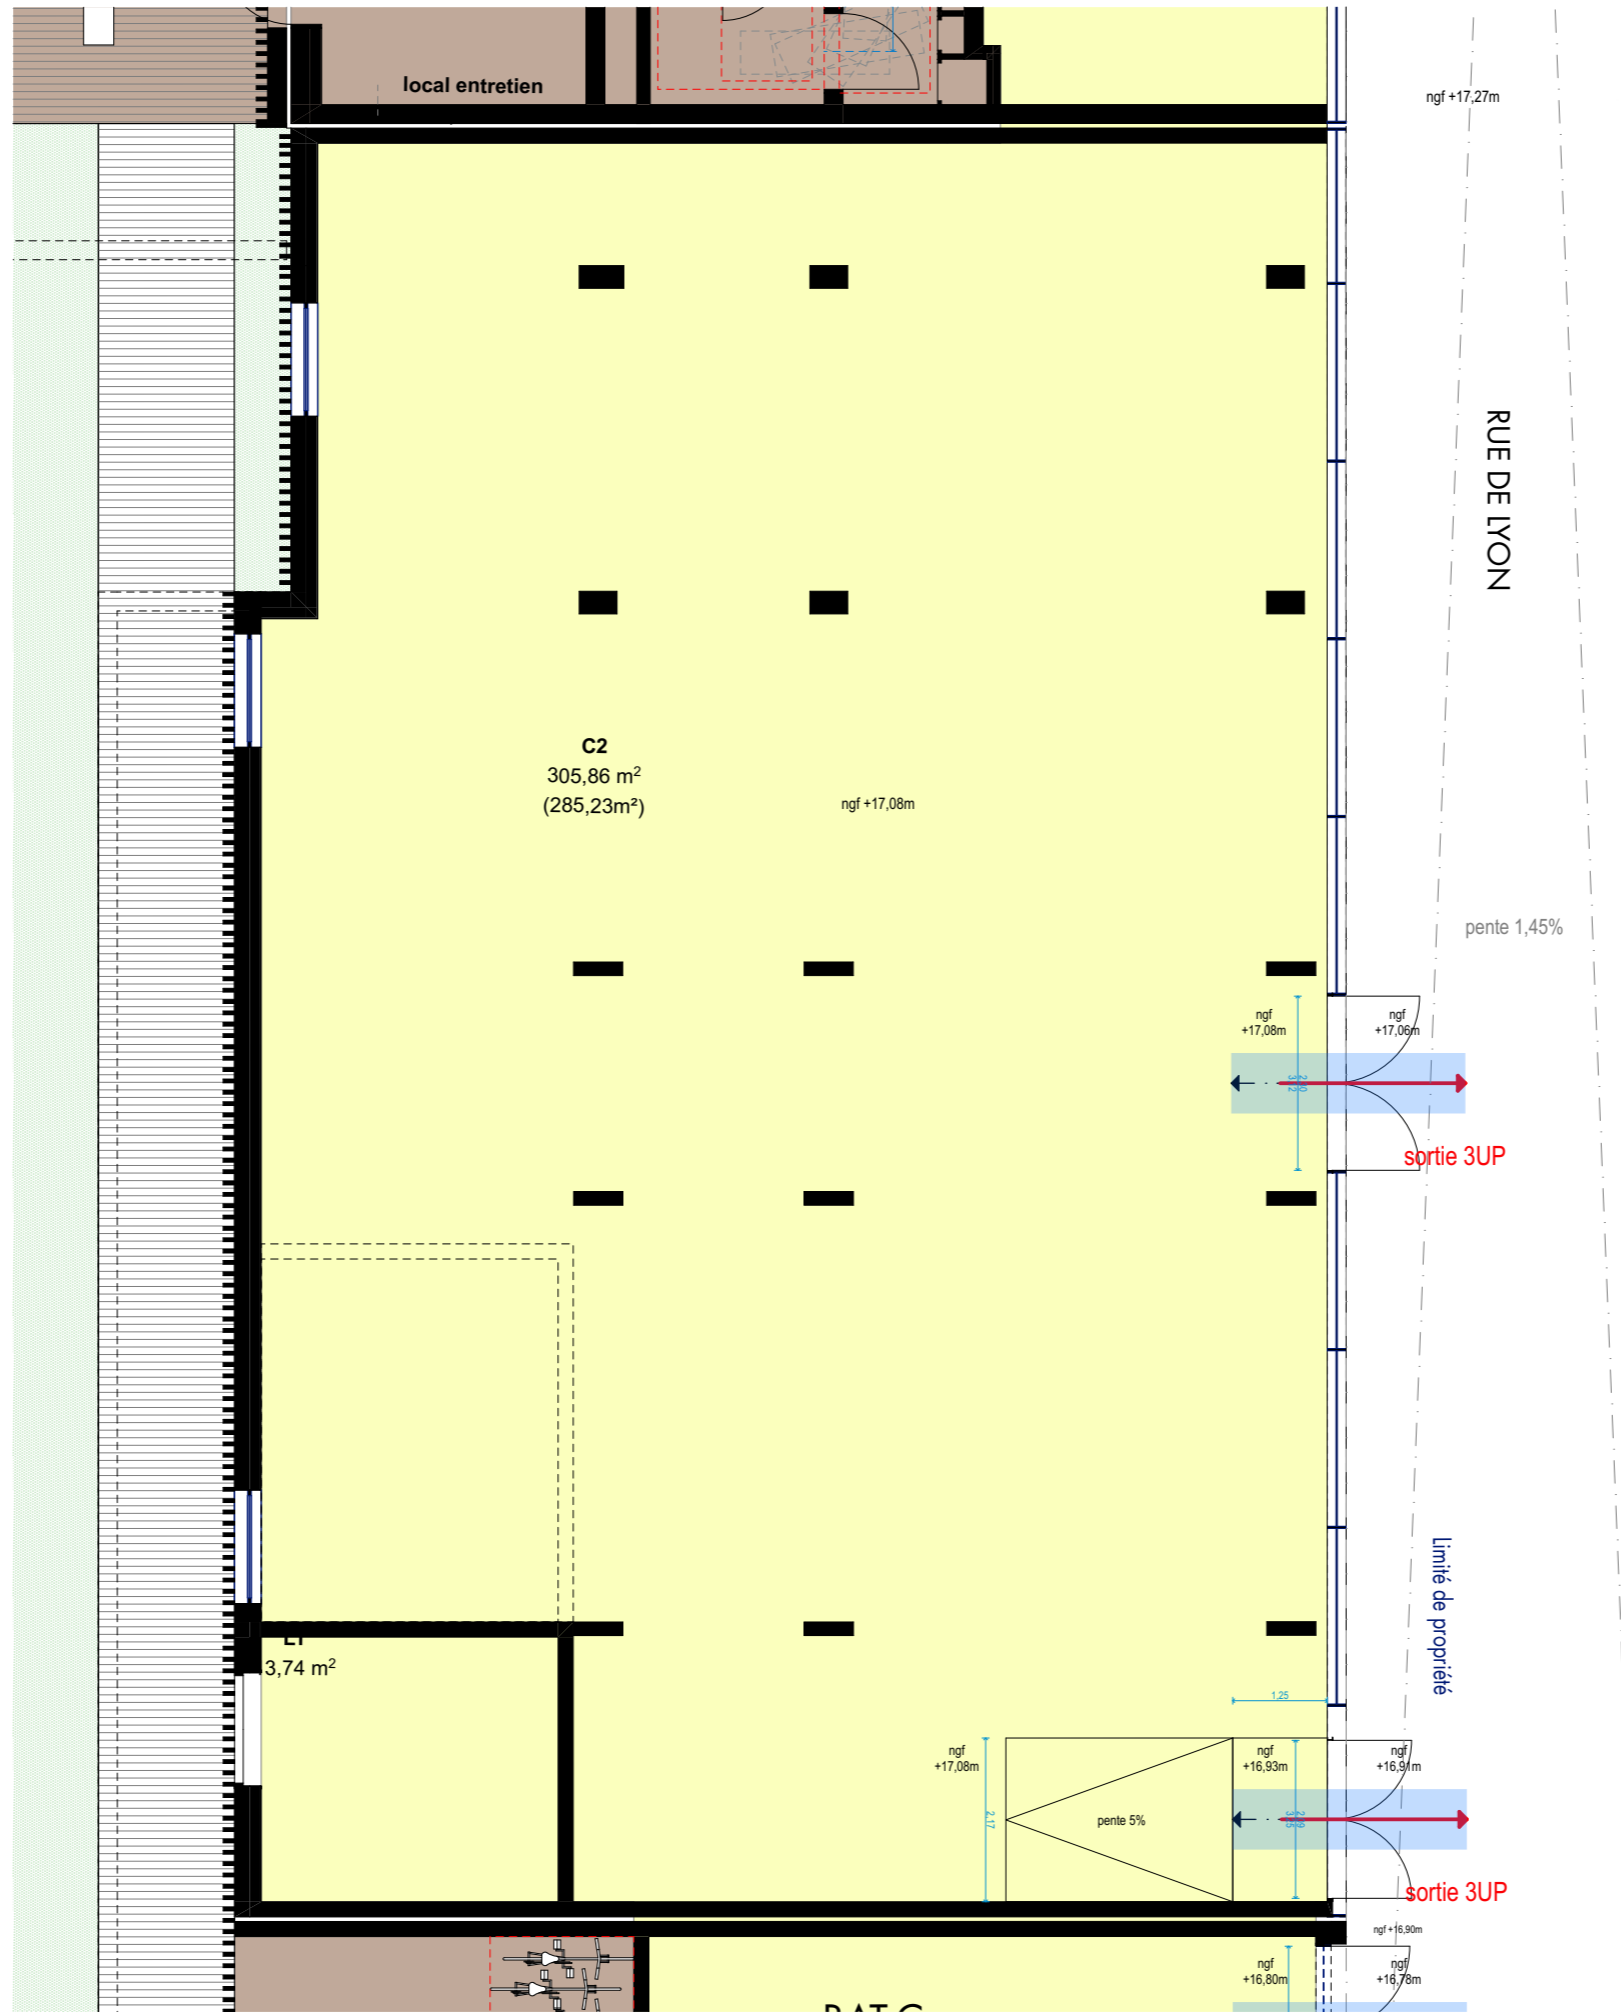 local entretien
ngf +17,27m
RUE DE LYON
C2
305,86 m²
(285,23m²)
ngf +17,08m
pente 1,45%
ngf
+17,08m
ngf
+17,06m
sortie 3UP
Limité de propriété
3,74 m²
1,25
ngf
+17,08m
ngf
+16,93m
ngf
+16,91m
2,17
pente 5%
sortie 3UP
ngf +16,90m
ngf
+16,80m
ngf
+16,78m